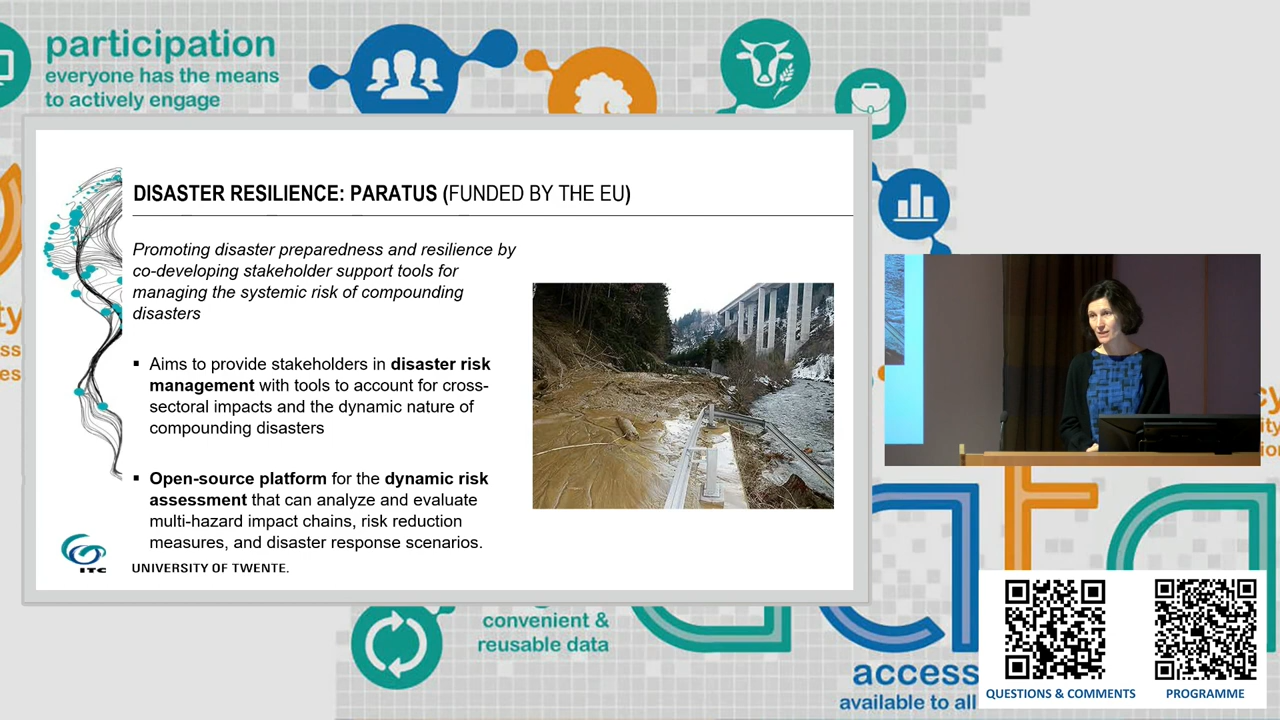 participation
everyone has the means
to actively engage
DISASTER RESILIENCE: PARATUS (FUNDED BY THE EU)
Promoting disaster preparedness and resilience by
co-developing stakeholder support tools for
managing the systemic risk of compounding
disasters
▪ Aims to provide stakeholders in disaster risk
management with tools to account for cross-
sectoral impacts and the dynamic nature of
compounding disasters
▪ Open-source platform for the dynamic risk
assessment that can analyze and evaluate
multi-hazard impact chains, risk reduction
measures, and disaster response scenarios.
ITC
UNIVERSITY OF TWENTE.
convenient &
reusable data
access
available to all
QUESTIONS & COMMENTS
PROGRAMME